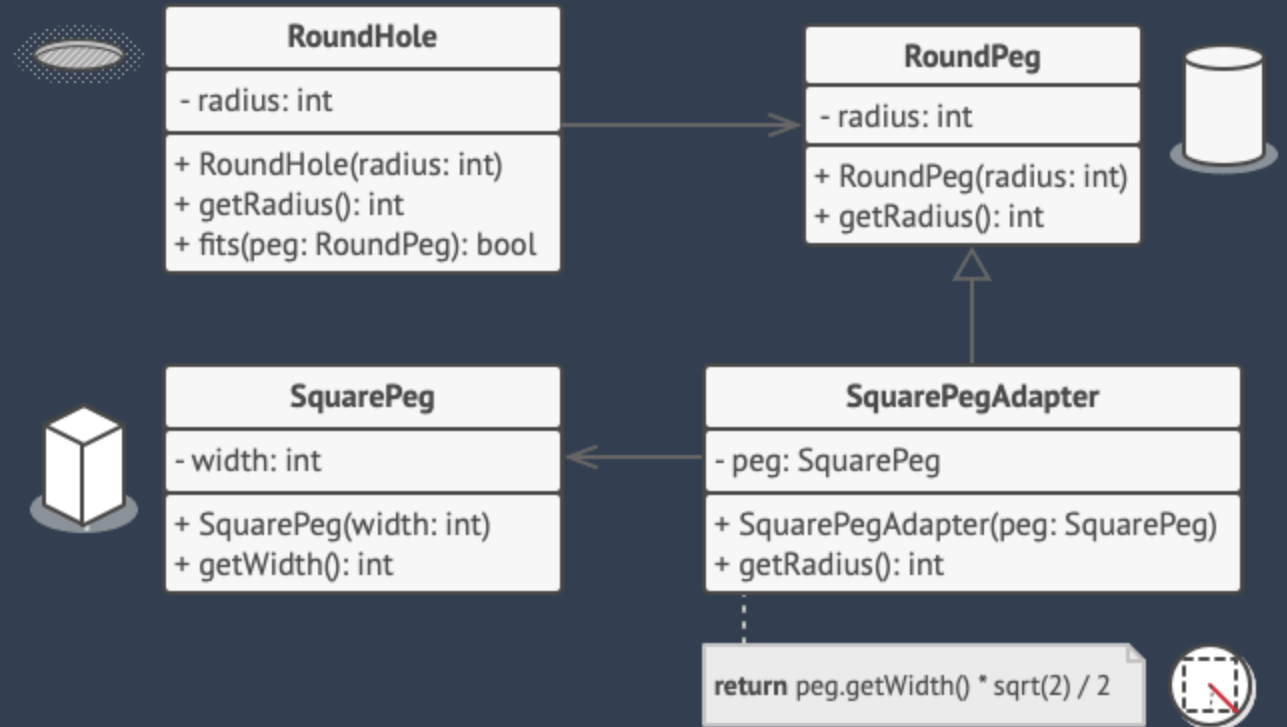 RoundHole
- radius: int
+ RoundHole(radius: int)
+ getRadius(): int
+ fits(peg: RoundPeg): bool
RoundPeg
- radius: int
+ RoundPeg(radius: int)
+ getRadius(): int
SquarePeg
- width: int
+ SquarePeg(width: int)
+ getWidth(): int
SquarePegAdapter
- peg: SquarePeg
+ SquarePegAdapter(peg: SquarePeg)
+ getRadius(): int
return peg.getWidth() * sqrt(2) / 2